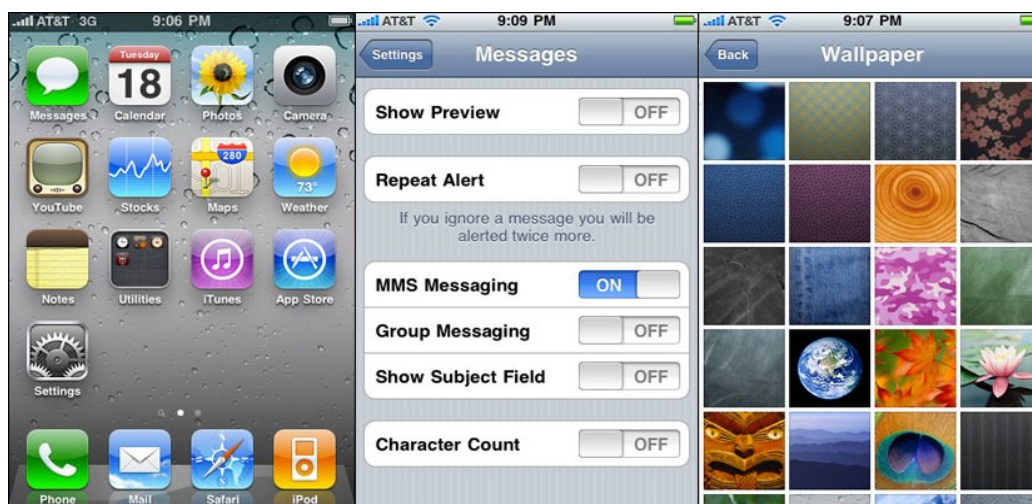 AT&T 3G 9:06 PM
Tuesday
18
280
73°
Messages Calendar Photos Camera
YouTube Stocks Maps Weather
Notes Utilities iTunes App Store
Settings
Phone Mail Safari iPod
AT&T 9:09 PM
Settings Messages
Show Preview OFF
Repeat Alert OFF
If you ignore a message you will be
alerted twice more.
MMS Messaging ON
Group Messaging OFF
Show Subject Field OFF
Character Count OFF
AT&T 9:07 PM
Back Wallpaper